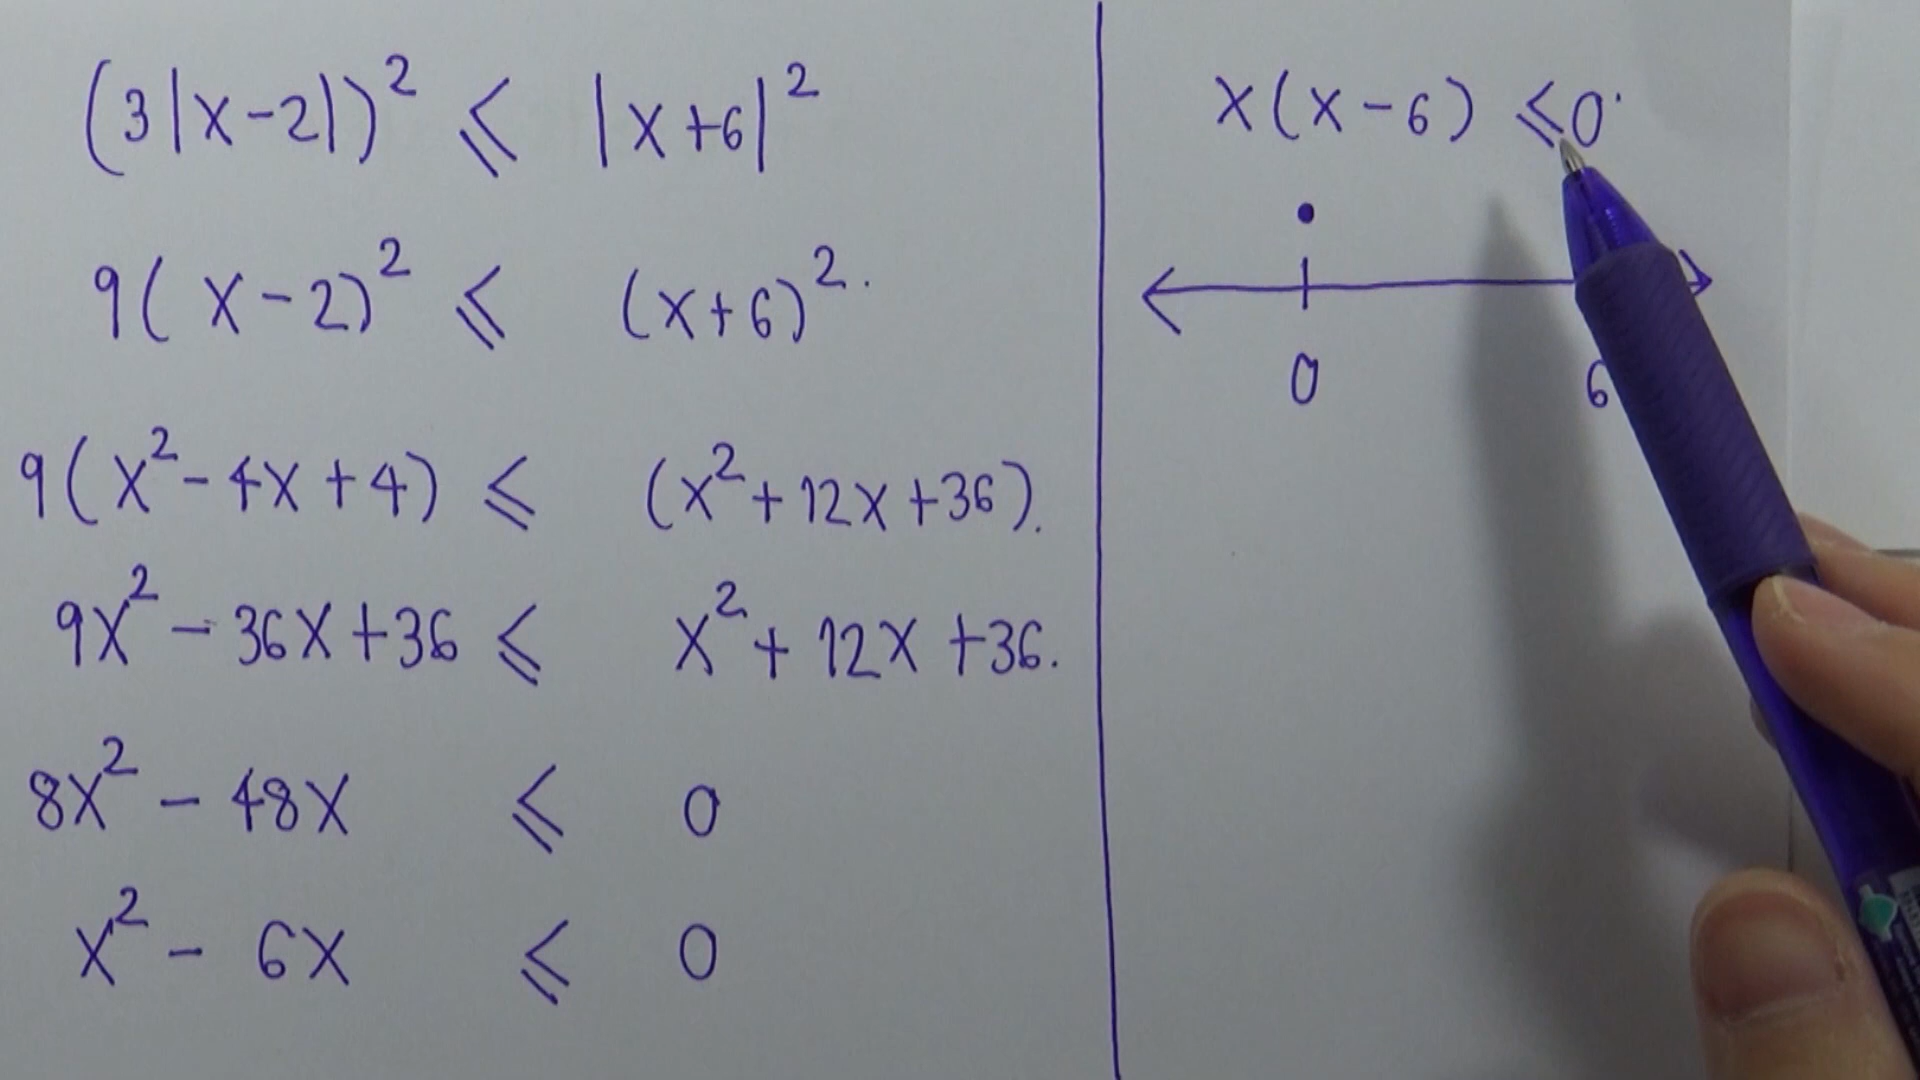 (3|x-2|)² ⩽ |x+6|²
9(x-2)² ⩽ (x+6)².
9(x²-4x+4) ⩽ (x²+12x+36).
9x²-36x+36 ⩽ x²+12x+36.
8x²-48x ⩽ 0
x²-6x ⩽ 0
x(x-6) ⩽0.
0 6